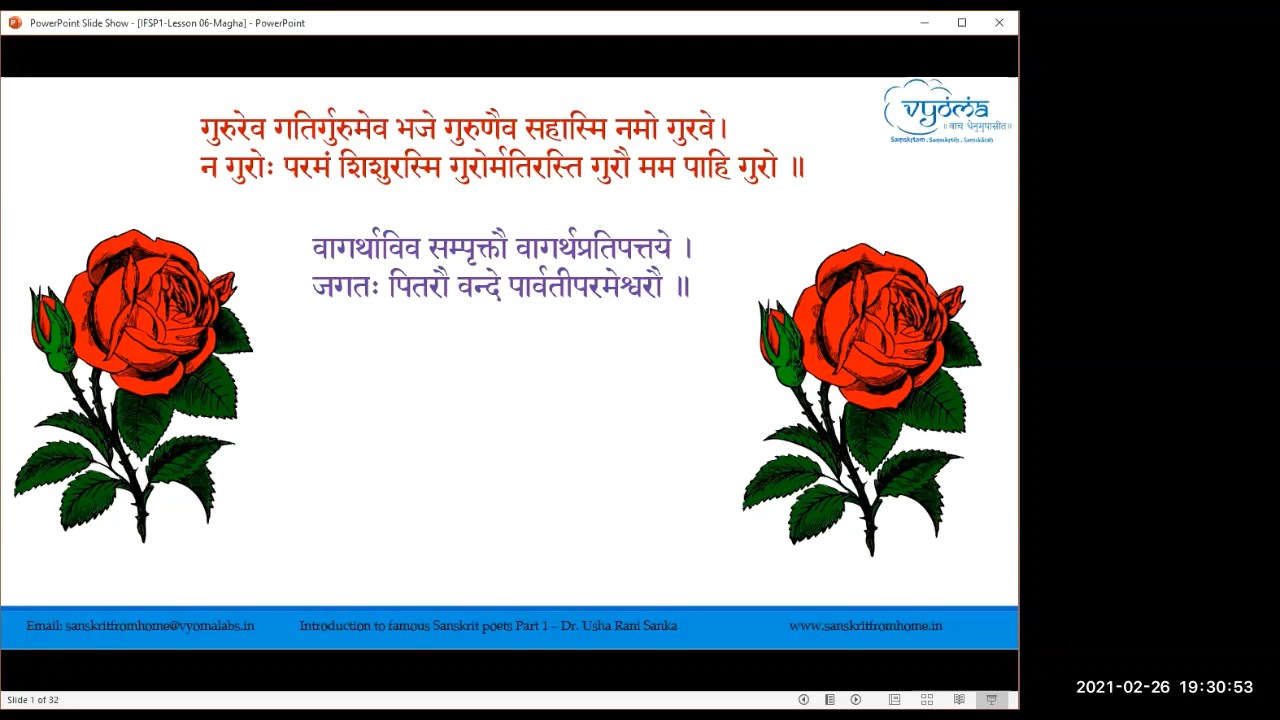 PowerPoint Slide Show - [IFSP1-Lesson 06-Magha] - PowerPoint
vyoma
॥ वाचं धेनुमुपासीत॥
Saṃskṛtam, Saṃskṛtiḥ, Saṃskāraḥ
गुरुरेव गतिर्गुरुमेव भजे गुरुणैव सहास्मि नमो गुरवे।
न गुरोः परमं शिशुरस्मि गुरोर्मतिरस्ति गुरौ मम पाहि गुरो ॥
वागर्थाविव सम्पृक्तौ वागर्थप्रतिपत्तये ।
जगतः पितरौ वन्दे पार्वतीपरमेश्वरौ ॥
Email: sanskritfromhome@vyomalabs.in Introduction to famous Sanskrit poets Part 1 – Dr. Usha Rani Sanka www.sanskritfromhome.in
Slide 1 of 32
2021-02-26 19:30:53